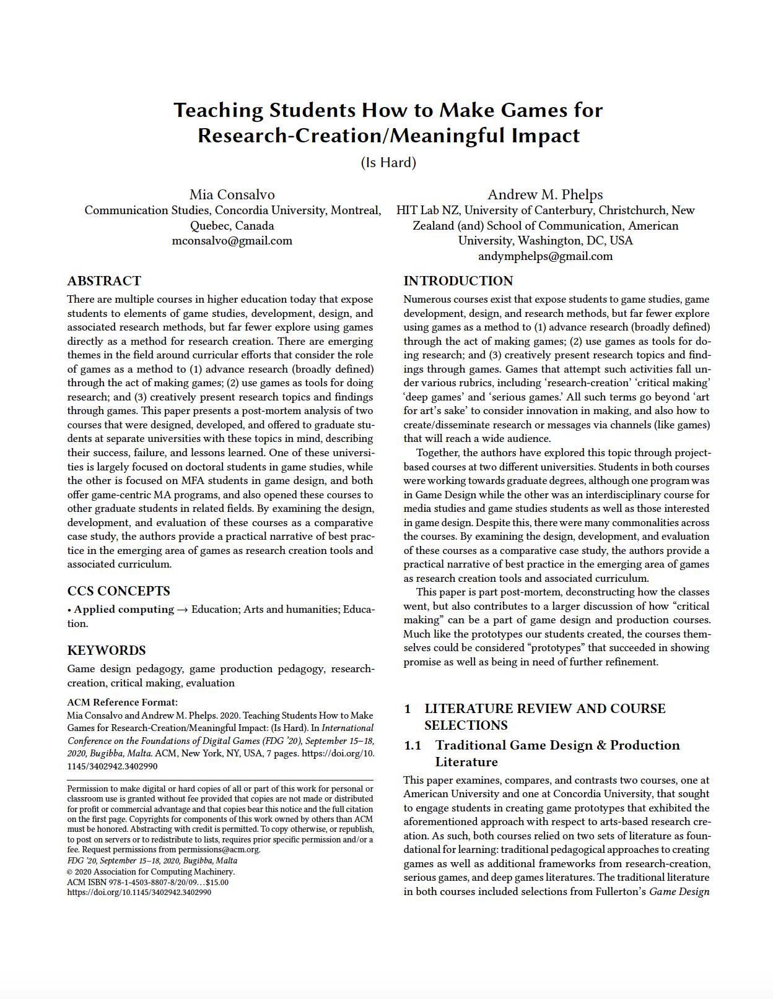 Teaching Students How to Make Games for
Research-Creation/Meaningful Impact
(Is Hard)
Mia Consalvo
Communication Studies, Concordia University, Montreal,
Quebec, Canada
mconsalvo@gmail.com
Andrew M. Phelps
HIT Lab NZ, University of Canterbury, Christchurch, New
Zealand (and) School of Communication, American
University, Washington, DC, USA
andymphelps@gmail.com
ABSTRACT
There are multiple courses in higher education today that expose
students to elements of game studies, development, design, and
associated research methods, but far fewer explore using games
directly as a method for research creation. There are emerging
themes in the field around curricular efforts that consider the role
of games as a method to (1) advance research (broadly defined)
through the act of making games; (2) use games as tools for doing
research; and (3) creatively present research topics and findings
through games. This paper presents a post-mortem analysis of two
courses that were designed, developed, and offered to graduate stu-
dents at separate universities with these topics in mind, describing
their success, failure, and lessons learned. One of these universi-
ties is largely focused on doctoral students in game studies, while
the other is focused on MFA students in game design, and both
offer game-centric MA programs, and also opened these courses to
other graduate students in related fields. By examining the design,
development, and evaluation of these courses as a comparative
case study, the authors provide a practical narrative of best prac-
tice in the emerging area of games as research creation tools and
associated curriculum.
CCS CONCEPTS
• Applied computing → Education; Arts and humanities; Educa-
tion.
KEYWORDS
Game design pedagogy, game production pedagogy, research-
creation, critical making, evaluation
ACM Reference Format:
Mia Consalvo and Andrew M. Phelps. 2020. Teaching Students How to Make
Games for Research-Creation/Meaningful Impact: (Is Hard). In International
Conference on the Foundations of Digital Games (FDG ’20), September 15–18,
2020, Bugibba, Malta. ACM, New York, NY, USA, 7 pages. https://doi.org/10.
1145/3402942.3402990
Permission to make digital or hard copies of all or part of this work for personal or
classroom use is granted without fee provided that copies are not made or distributed
for profit or commercial advantage and that copies bear this notice and the full citation
on the first page. Copyrights for components of this work owned by others than ACM
must be honored. Abstracting with credit is permitted. To copy otherwise, or republish,
to post on servers or to redistribute to lists, requires prior specific permission and/or a
fee. Request permissions from permissions@acm.org.
FDG ’20, September 15–18, 2020, Bugibba, Malta
© 2020 Association for Computing Machinery.
ACM ISBN 978-1-4503-8807-8/20/09…$15.00
https://doi.org/10.1145/3402942.3402990
INTRODUCTION
Numerous courses exist that expose students to game studies, game
development, design, and research methods, but far fewer explore
using games as a method to (1) advance research (broadly defined)
through the act of making games; (2) use games as tools for do-
ing research; and (3) creatively present research topics and find-
ings through games. Games that attempt such activities fall un-
der various rubrics, including ‘research-creation’ ‘critical making’
‘deep games’ and ‘serious games.’ All such terms go beyond ‘art
for art’s sake’ to consider innovation in making, and also how to
create/disseminate research or messages via channels (like games)
that will reach a wide audience.
Together, the authors have explored this topic through project-
based courses at two different universities. Students in both courses
were working towards graduate degrees, although one program was
in Game Design while the other was an interdisciplinary course for
media studies and game studies students as well as those interested
in game design. Despite this, there were many commonalities across
the courses. By examining the design, development, and evaluation
of these courses as a comparative case study, the authors provide a
practical narrative of best practice in the emerging area of games
as research creation tools and associated curriculum.
This paper is part post-mortem, deconstructing how the classes
went, but also contributes to a larger discussion of how “critical
making” can be a part of game design and production courses.
Much like the prototypes our students created, the courses them-
selves could be considered “prototypes” that succeeded in showing
promise as well as being in need of further refinement.
1 LITERATURE REVIEW AND COURSE
SELECTIONS
1.1 Traditional Game Design & Production
Literature
This paper examines, compares, and contrasts two courses, one at
American University and one at Concordia University, that sought
to engage students in creating game prototypes that exhibited the
aforementioned approach with respect to arts-based research cre-
ation. As such, both courses relied on two sets of literature as foun-
dational for learning: traditional pedagogical approaches to creating
games as well as additional frameworks from research-creation,
serious games, and deep games literatures. The traditional literature
in both courses included selections from Fullerton’s Game Design